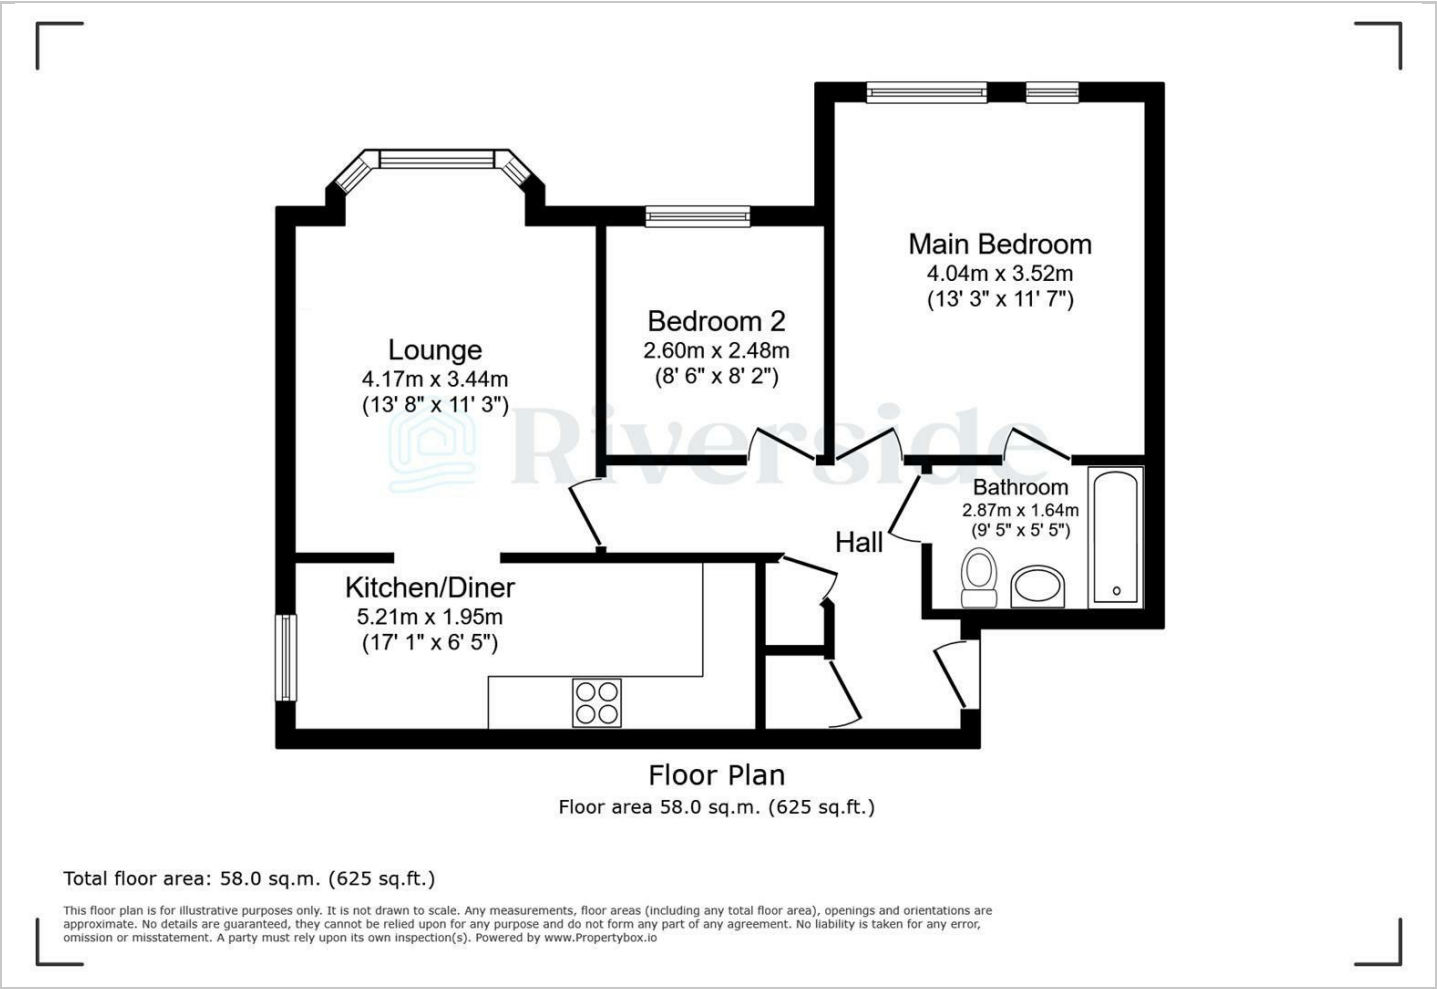 Main Bedroom
4.04m x 3.52m
(13' 3" x 11' 7")
Bedroom 2
2.60m x 2.48m
(8' 6" x 8' 2")
Lounge
4.17m x 3.44m
(13' 8" x 11' 3")
Riverside
Bathroom
2.87m x 1.64m
(9' 5" x 5' 5")
Hall
Kitchen/Diner
5.21m x 1.95m
(17' 1" x 6' 5")
Floor Plan
Floor area 58.0 sq.m. (625 sq.ft.)
Total floor area: 58.0 sq.m. (625 sq.ft.)
This floor plan is for illustrative purposes only. It is not drawn to scale. Any measurements, floor areas (including any total floor area), openings and orientations are
approximate. No details are guaranteed, they cannot be relied upon for any purpose and do not form any part of any agreement. No liability is taken for any error,
omission or misstatement. A party must rely upon its own inspection(s). Powered by www.Propertybox.io